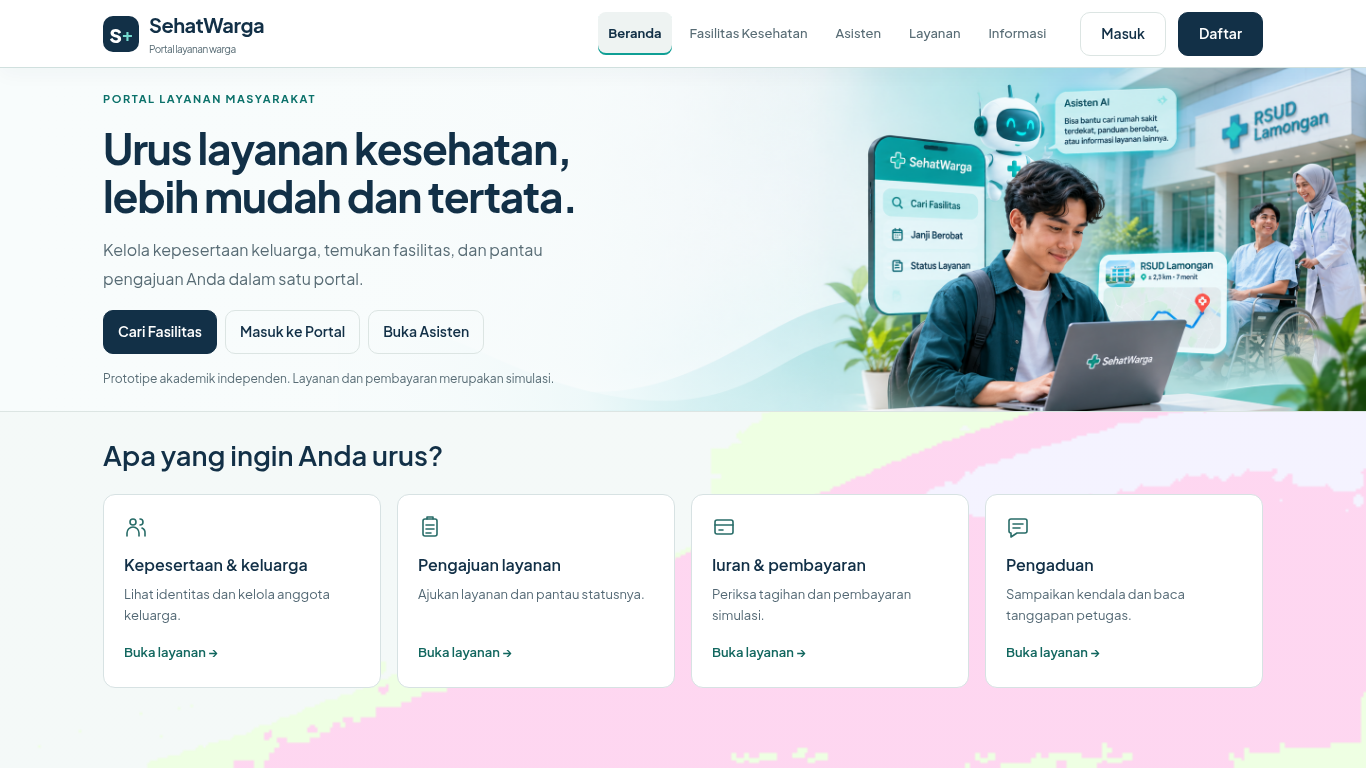 S+
SehatWarga
Portal layanan warga
Beranda
Fasilitas Kesehatan
Asisten
Layanan
Informasi
Masuk
Daftar
PORTAL LAYANAN MASYARAKAT
Urus layanan kesehatan,
lebih mudah dan tertata.
Kelola kepesertaan keluarga, temukan fasilitas, dan pantau
pengajuan Anda dalam satu portal.
Cari Fasilitas
Masuk ke Portal
Buka Asisten
Prototipe akademik independen. Layanan dan pembayaran merupakan simulasi.
Asisten AI
Bisa bantu cari rumah sakit
terdekat, panduan berobat,
atau informasi layanan lainnya.
RSUD
Lamongan
SehatWarga
Cari Fasilitas
Janji Berobat
Status Layanan
RSUD Lamongan
± 2,3 km • 7 menit
SehatWarga
Apa yang ingin Anda urus?
Kepesertaan & keluarga
Lihat identitas dan kelola anggota
keluarga.
Buka layanan →
Pengajuan layanan
Ajukan layanan dan pantau statusnya.
Buka layanan →
Iuran & pembayaran
Periksa tagihan dan pembayaran
simulasi.
Buka layanan →
Pengaduan
Sampaikan kendala dan baca
tanggapan petugas.
Buka layanan →